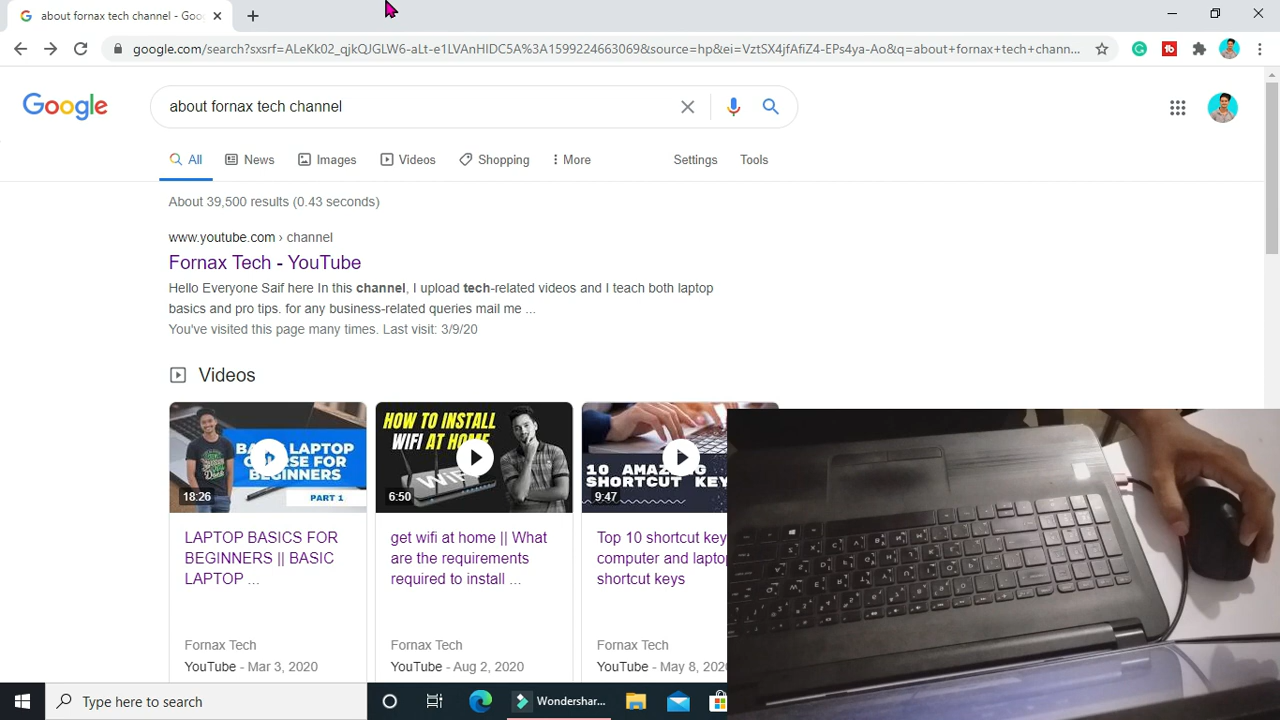 about fornax tech channel - Goo
google.com/search?sxsrf=ALeKk02_qjkQJGLW6-aLt-e1LVAnHIDC5A%3A1599224663069&source=hp&ei=VztSX4jfAfiZ4-EPs4ya-Ao&q=about+fornax+tech+chann...
Google
about fornax tech channel
All News Images Videos Shopping More Settings Tools
About 39,500 results (0.43 seconds)
www.youtube.com › channel
Fornax Tech - YouTube
Hello Everyone Saif here In this channel, I upload tech-related videos and I teach both laptop
basics and pro tips. for any business-related queries mail me ...
You've visited this page many times. Last visit: 3/9/20
Videos
BASIC LAPTOP
COURSE FOR
BEGINNERS
PART 1
18:26
HOW TO INSTALL
WIFI AT HOME
WIFI
6:50
10 AMAZING
SHORTCUT KEY
9:47
LAPTOP BASICS FOR
BEGINNERS || BASIC
LAPTOP ...
get wifi at home || What
are the requirements
required to install ...
Top 10 shortcut key
computer and lapto
shortcut keys
Fornax Tech
YouTube - Mar 3, 2020
Fornax Tech
YouTube - Aug 2, 2020
Fornax Tech
YouTube - May 8, 202
Type here to search
Wondershar...